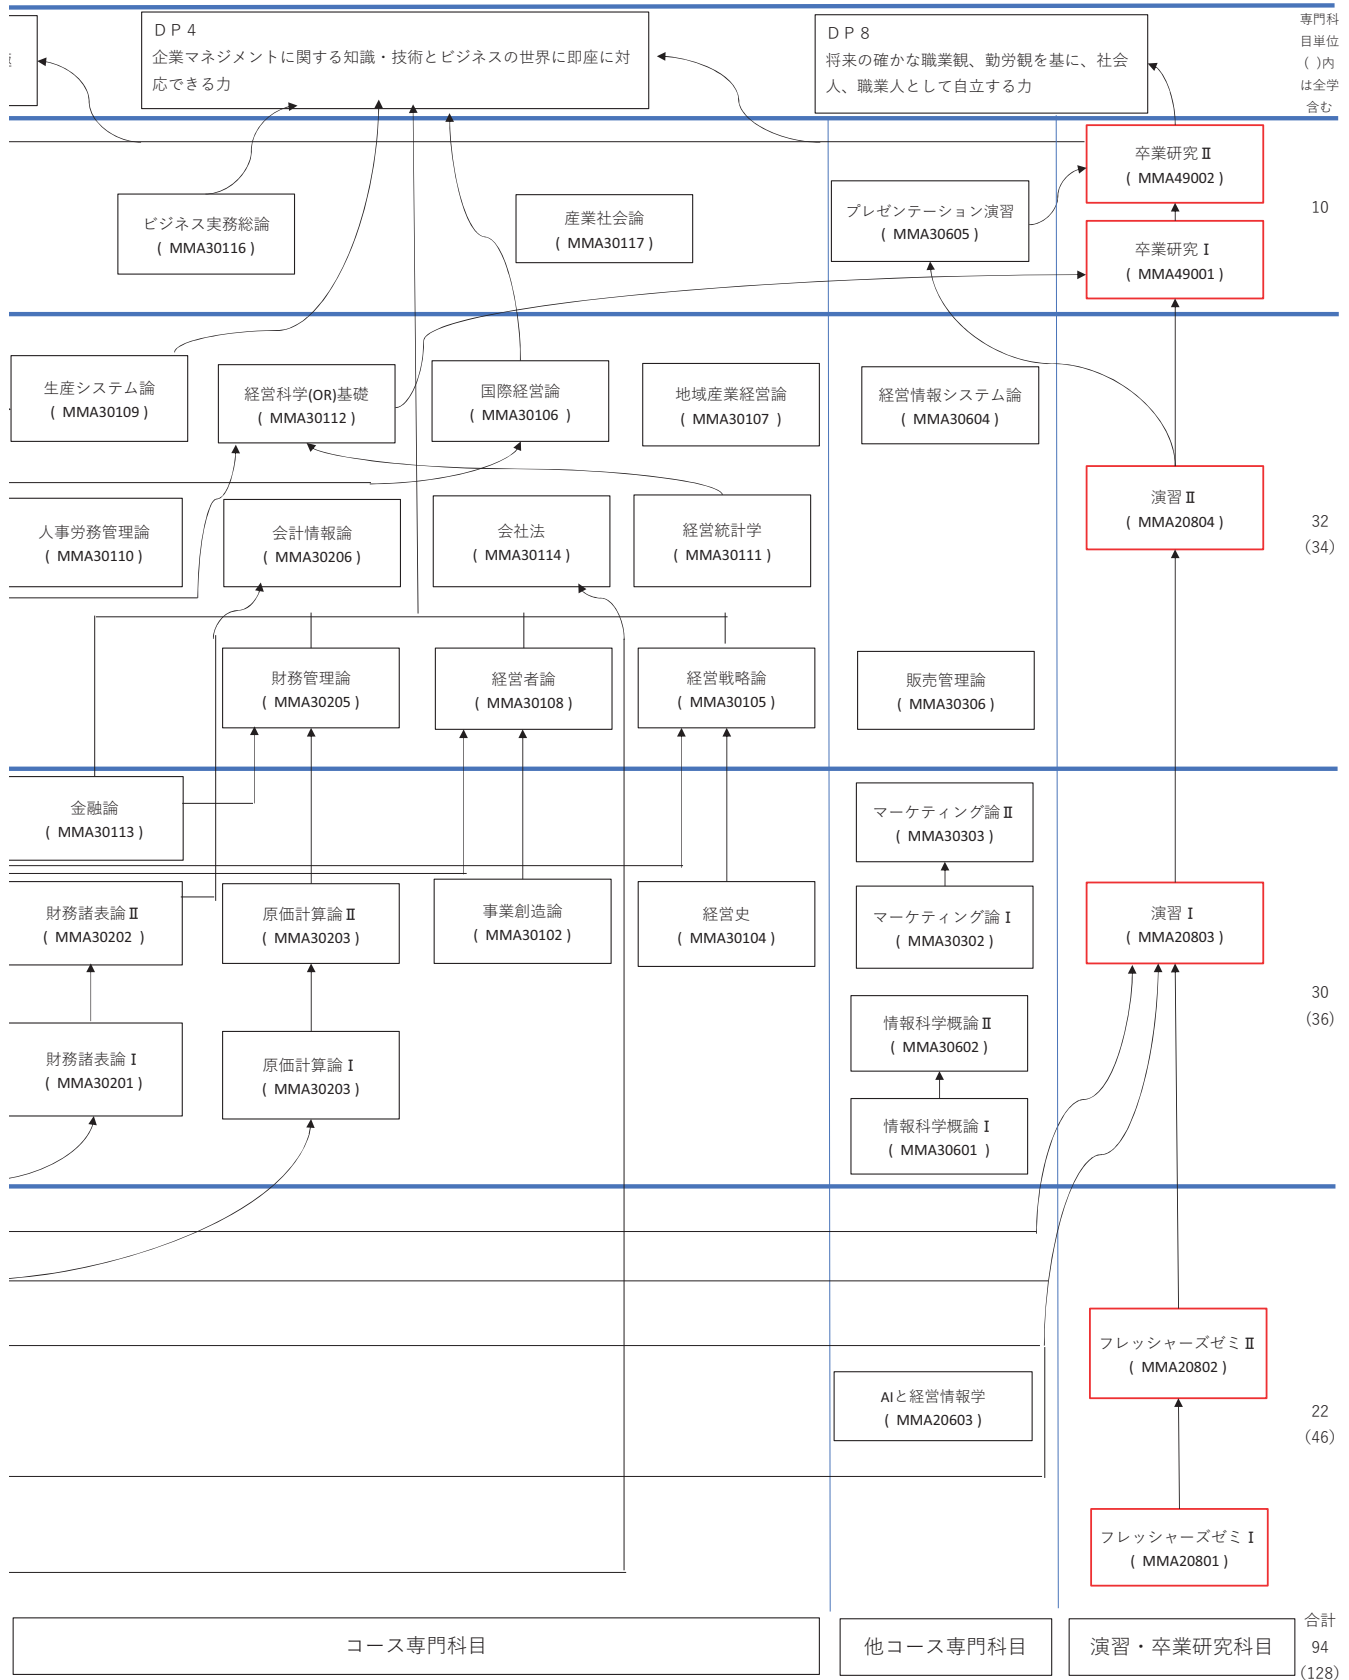 DP4
企業マネジメントに関する知識・技術とビジネスの世界に即座に対
応できる力
DP8
将来の確かな職業観、勤労観を基に、社会
人、職業人として自立する力
専門科
目単位
( )内
は全学
含む
卒業研究Ⅱ
( MMA49002 )
ビジネス実務総論
( MMA30116 )
産業社会論
( MMA30117 )
プレゼンテーション演習
( MMA30605 )
10
卒業研究Ⅰ
( MMA49001 )
生産システム論
( MMA30109 )
経営科学(OR)基礎
( MMA30112 )
国際経営論
( MMA30106 )
地域産業経営論
( MMA30107 )
経営情報システム論
( MMA30604 )
人事労務管理論
( MMA30110 )
会計情報論
( MMA30206 )
会社法
( MMA30114 )
経営統計学
( MMA30111 )
演習Ⅱ
( MMA20804 )
32
(34)
財務管理論
( MMA30205 )
経営者論
( MMA30108 )
経営戦略論
( MMA30105 )
販売管理論
( MMA30306 )
金融論
( MMA30113 )
マーケティング論Ⅱ
( MMA30303 )
財務諸表論Ⅱ
( MMA30202 )
原価計算論Ⅱ
( MMA30203 )
事業創造論
( MMA30102 )
経営史
( MMA30104 )
マーケティング論Ⅰ
( MMA30302 )
演習Ⅰ
( MMA20803 )
30
(36)
財務諸表論Ⅰ
( MMA30201 )
原価計算論Ⅰ
( MMA30203 )
情報科学概論Ⅱ
( MMA30602 )
情報科学概論Ⅰ
( MMA30601 )
フレッシャーズゼミⅡ
( MMA20802 )
AIと経営情報学
( MMA20603 )
22
(46)
フレッシャーズゼミⅠ
( MMA20801 )
コース専門科目
他コース専門科目
演習・卒業研究科目
合計
94
(128)